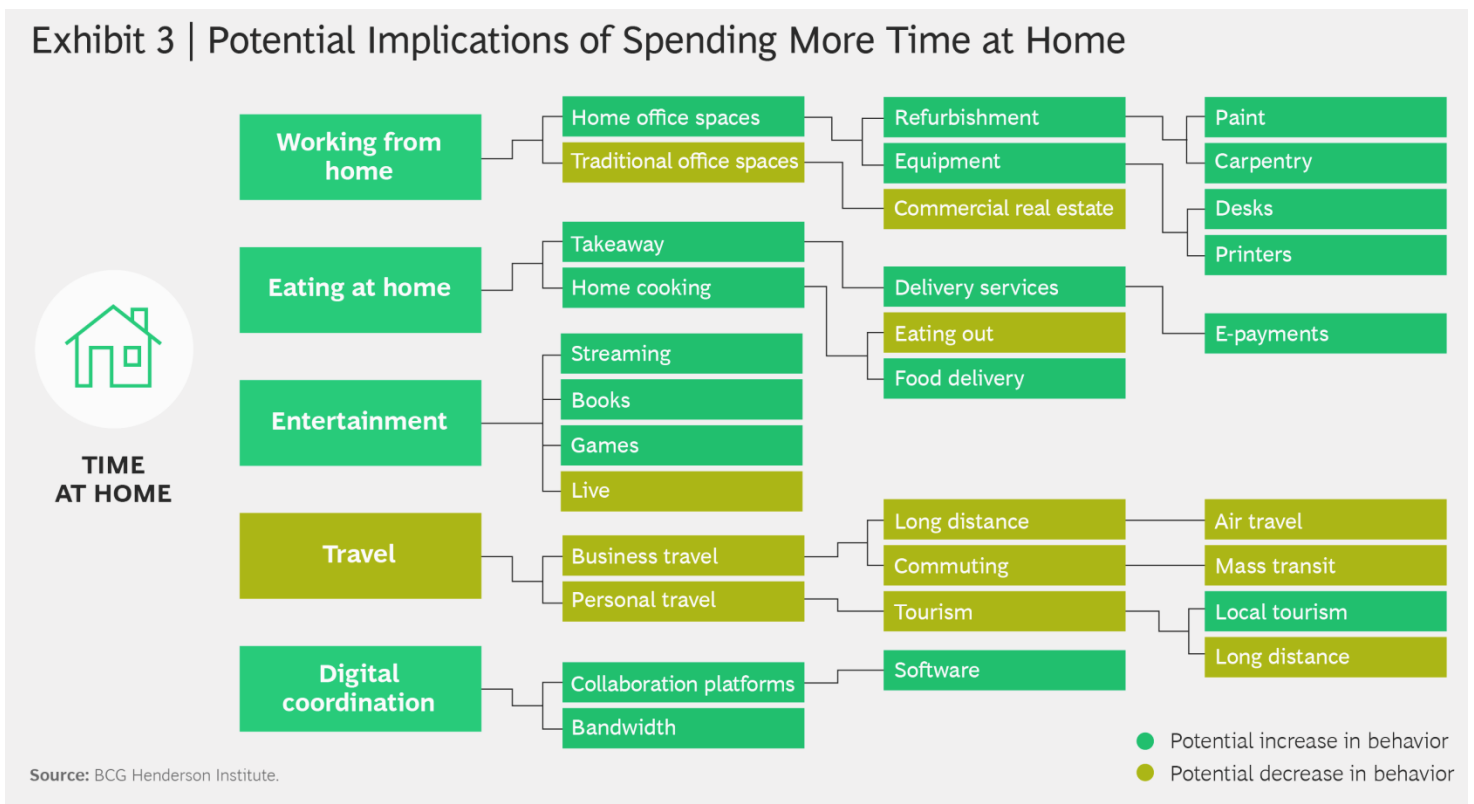 Exhibit 3 | Potential Implications of Spending More Time at Home
TIME
AT HOME
Working from
home
Home office spaces
Traditional office spaces
Refurbishment
Equipment
Commercial real estate
Paint
Carpentry
Desks
Printers
Eating at home
Takeaway
Home cooking
Delivery services
Eating out
Food delivery
E-payments
Entertainment
Streaming
Books
Games
Live
Travel
Business travel
Personal travel
Long distance
Commuting
Tourism
Air travel
Mass transit
Local tourism
Long distance
Digital
coordination
Collaboration platforms
Bandwidth
Software
Potential increase in behavior
Potential decrease in behavior
Source: BCG Henderson Institute.